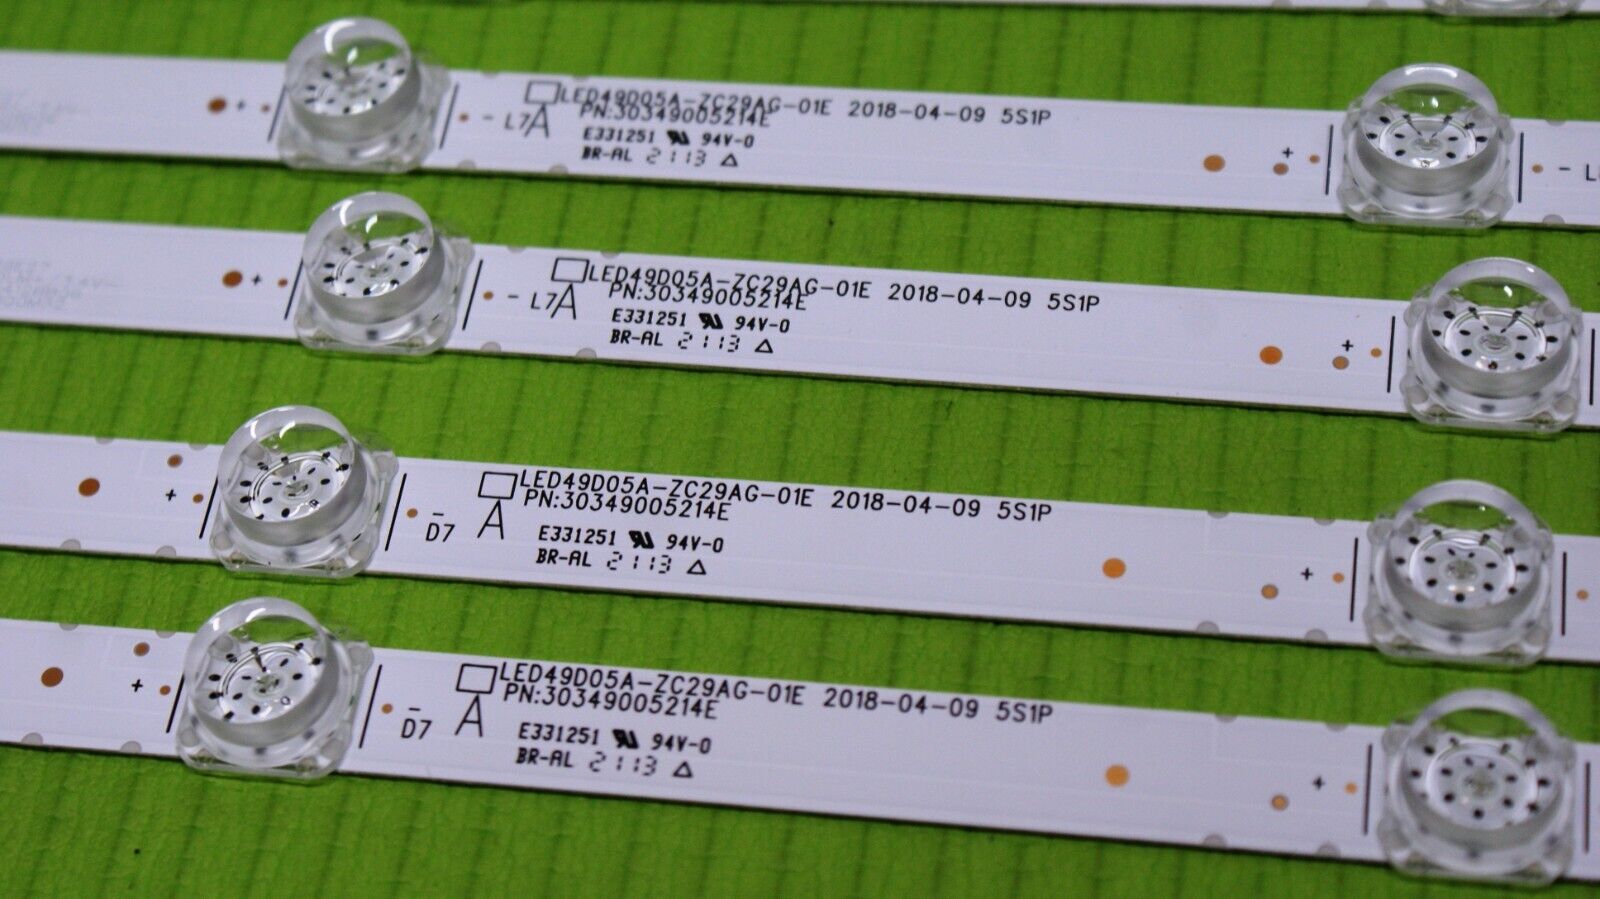 + - L7 A LED49D05A-ZC29AG-01E 2018-04-09 5S1P
PN:30349005214E
E331251 94V-0
BR-AL 2113 △
+ -
+ - L7 A LED49D05A-ZC29AG-01E 2018-04-09 5S1P
PN:30349005214E
E331251 94V-0
BR-AL 2113 △
+
+ - D7 A LED49D05A-ZC29AG-01E 2018-04-09 5S1P
PN:30349005214E
E331251 94V-0
BR-AL 2113 △
+
+ - D7 A LED49D05A-ZC29AG-01E 2018-04-09 5S1P
PN:30349005214E
E331251 94V-0
BR-AL 2113 △
+